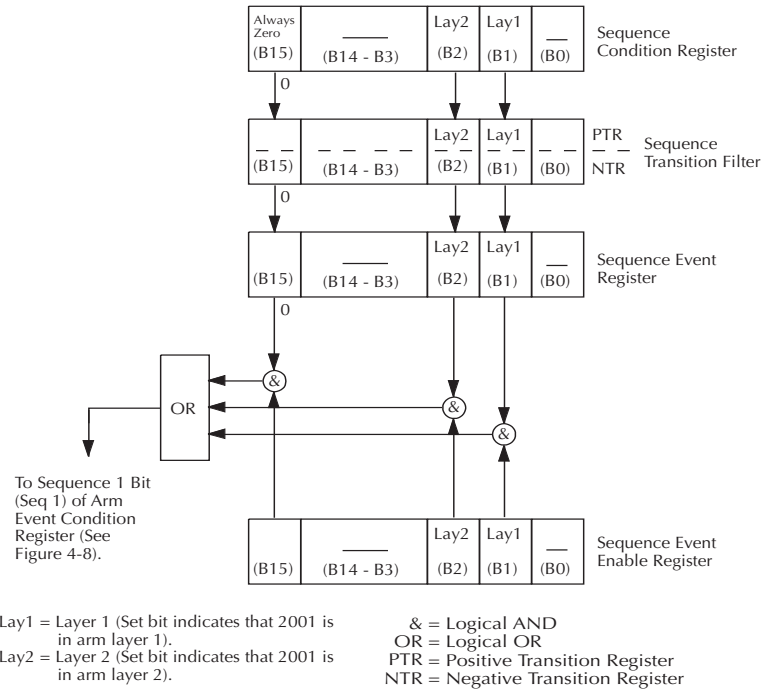 Always
Zero
Lay2
Lay1
(B15)
(B14 - B3)
(B2)
(B1)
(B0)
Sequence
Condition Register
0
Lay2
Lay1
PTR
(B15)
(B14 - B3)
(B2)
(B1)
(B0)
NTR
Sequence
Transition Filter
0
Lay2
Lay1
(B15)
(B14 - B3)
(B2)
(B1)
(B0)
Sequence Event
Register
0
&
OR
&
&
To Sequence 1 Bit
(Seq 1) of Arm
Event Condition
Register (See
Figure 4-8).
Lay2
Lay1
(B15)
(B14 - B3)
(B2)
(B1)
(B0)
Sequence Event
Enable Register
Lay1 = Layer 1 (Set bit indicates that 2001 is
in arm layer 1).
Lay2 = Layer 2 (Set bit indicates that 2001 is
in arm layer 2).
& = Logical AND
OR = Logical OR
PTR = Positive Transition Register
NTR = Negative Transition Register